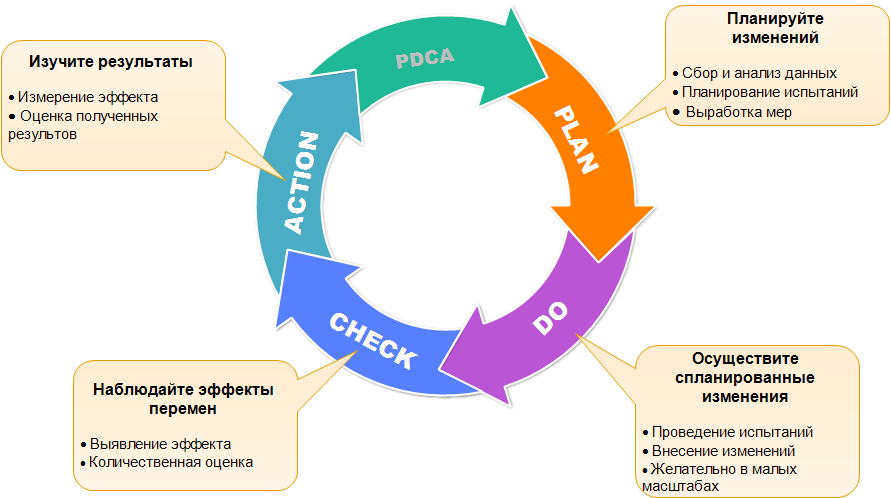 PDCA
PLAN
DO
CHECK
ACTION
Планируйте
изменений
• Сбор и анализ данных
• Планирование испытаний
• Выработка мер
Осуществите
спланированные
изменения
• Проведение испытаний
• Внесение изменений
• Желательно в малых
масштабах
Наблюдайте эффекты
перемен
• Выявление эффекта
• Количественная оценка
Изучите результаты
• Измерение эффекта
• Оценка полученных
результов